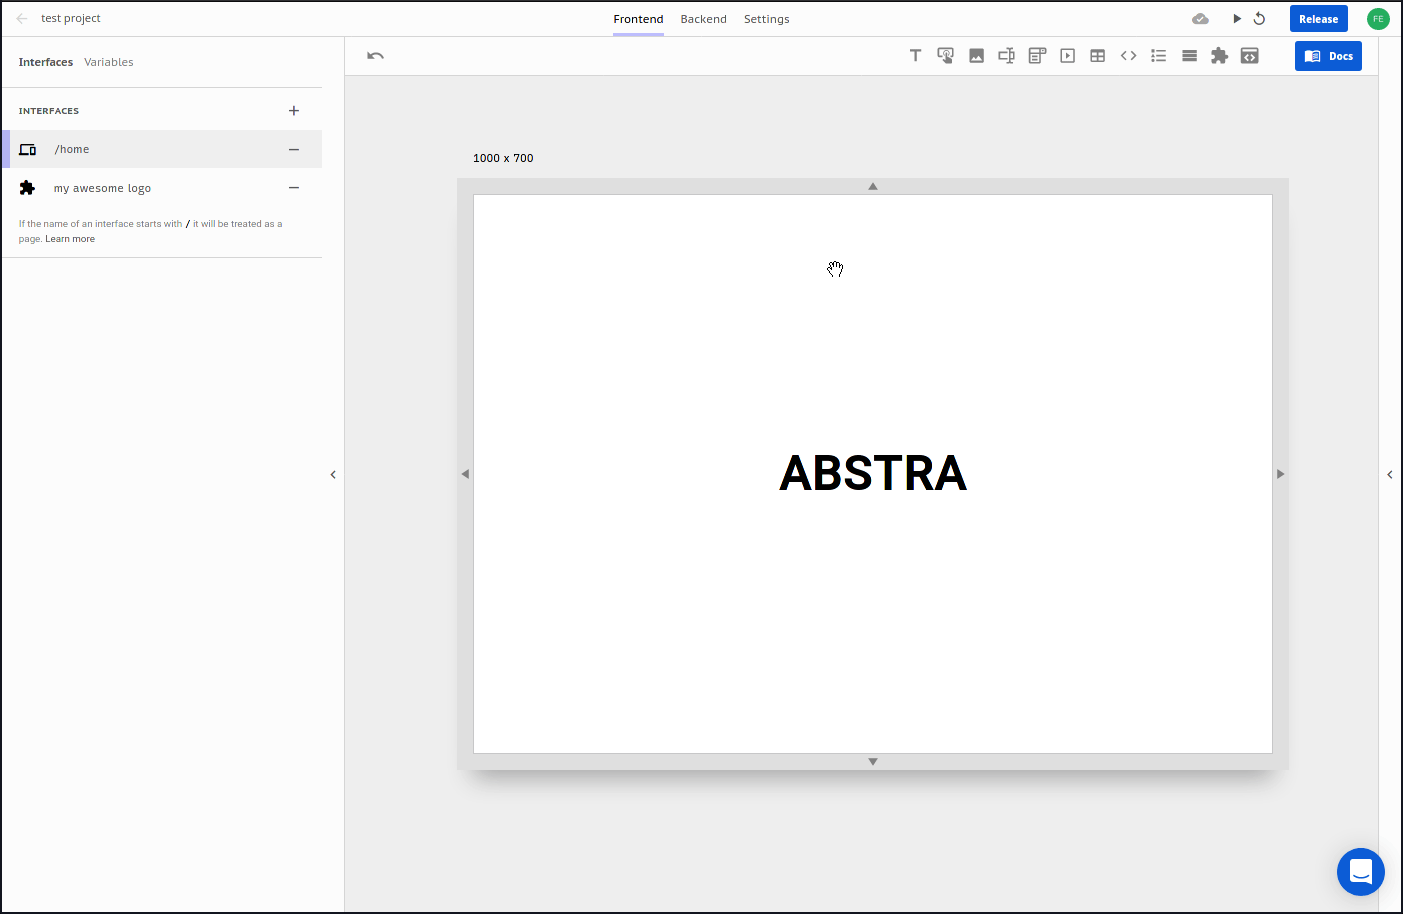 test project
Frontend Backend Settings
Release
FE
Interfaces Variables
Docs
INTERFACES
/home
my awesome logo
If the name of an interface starts with / it will be treated as a
page. Learn more
1000 x 700
ABSTRA